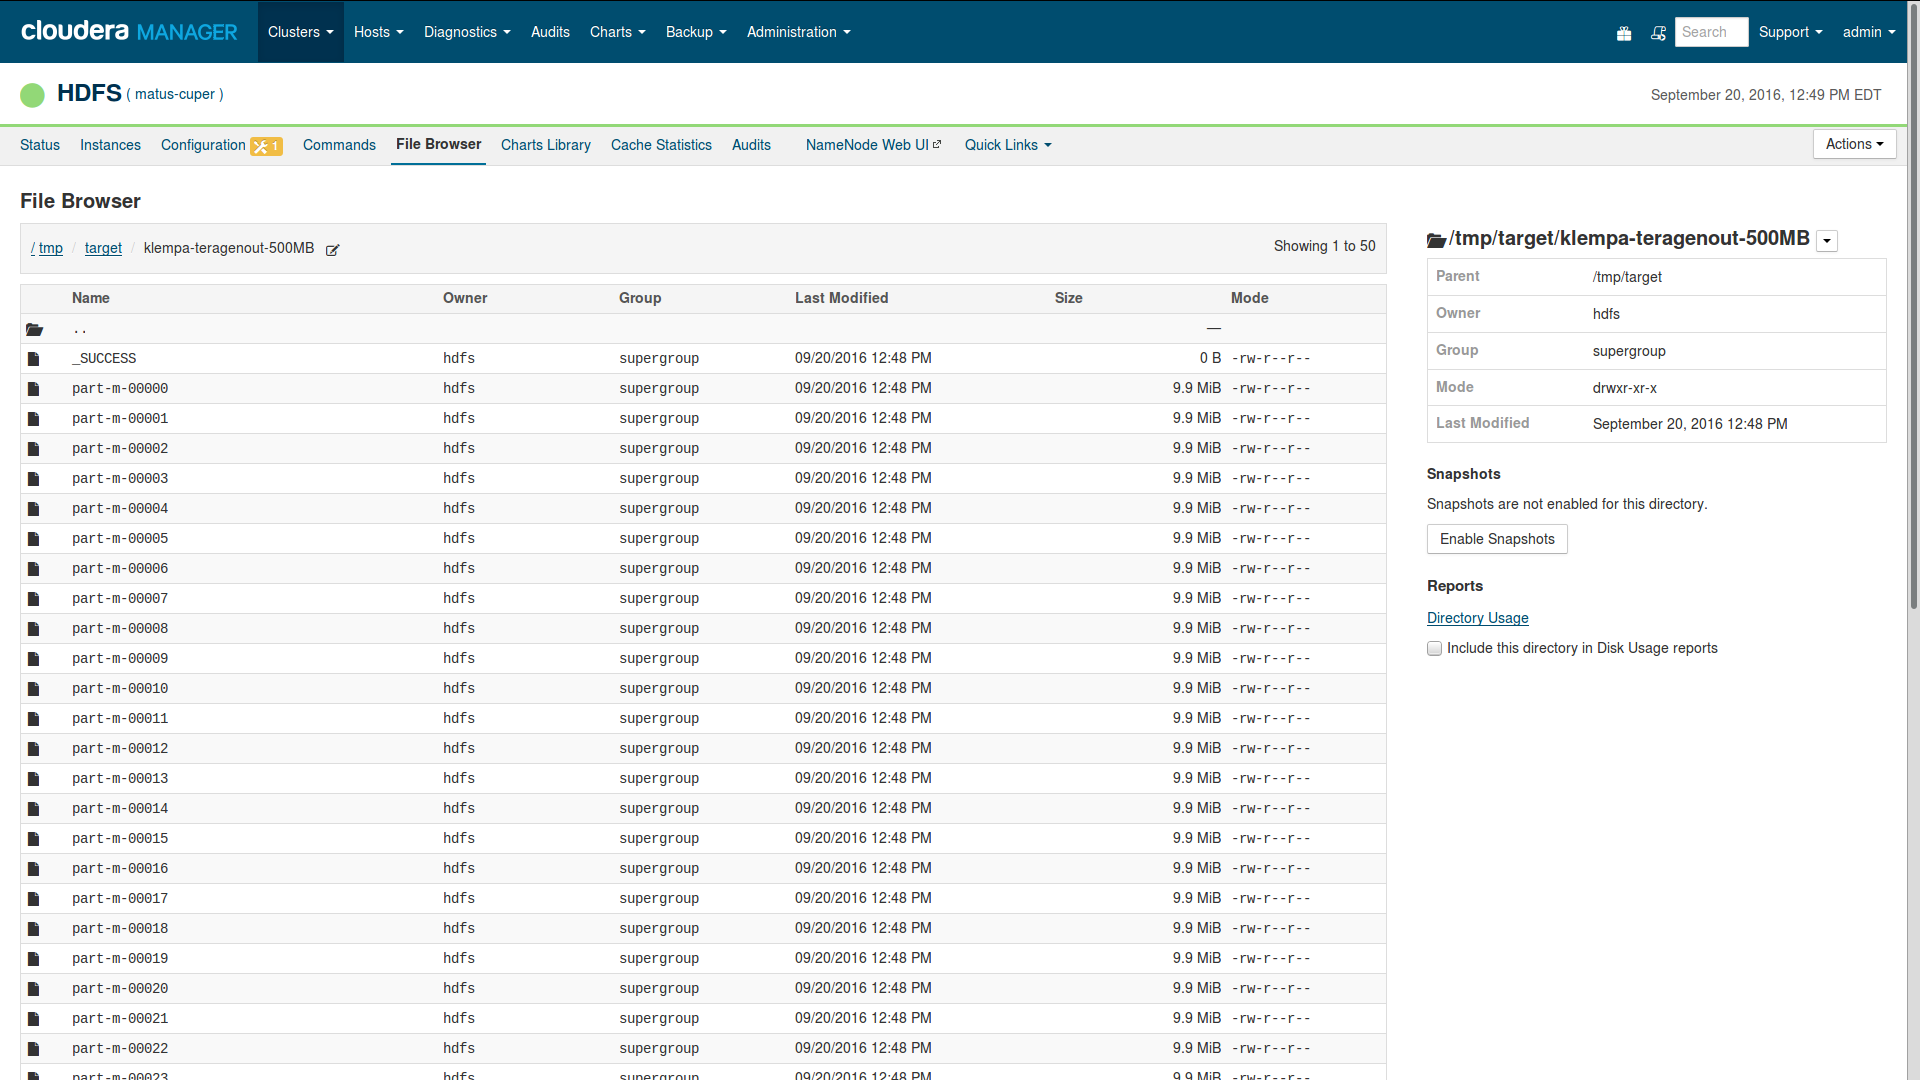 cloudera MANAGER Clusters Hosts Diagnostics Audits Charts Backup Administration Search Support admin
HDFS ( matus-cuper ) September 20, 2016, 12:49 PM EDT
Status Instances Configuration 1 Commands File Browser Charts Library Cache Statistics Audits NameNode Web UI Quick Links Actions
File Browser
/ tmp / target / klempa-teragenout-500MB Showing 1 to 50
Name Owner Group Last Modified Size Mode
.. —
_SUCCESS hdfs supergroup 09/20/2016 12:48 PM 0 B -rw-r--r--
part-m-00000 hdfs supergroup 09/20/2016 12:48 PM 9.9 MiB -rw-r--r--
part-m-00001 hdfs supergroup 09/20/2016 12:48 PM 9.9 MiB -rw-r--r--
part-m-00002 hdfs supergroup 09/20/2016 12:48 PM 9.9 MiB -rw-r--r--
part-m-00003 hdfs supergroup 09/20/2016 12:48 PM 9.9 MiB -rw-r--r--
part-m-00004 hdfs supergroup 09/20/2016 12:48 PM 9.9 MiB -rw-r--r--
part-m-00005 hdfs supergroup 09/20/2016 12:48 PM 9.9 MiB -rw-r--r--
part-m-00006 hdfs supergroup 09/20/2016 12:48 PM 9.9 MiB -rw-r--r--
part-m-00007 hdfs supergroup 09/20/2016 12:48 PM 9.9 MiB -rw-r--r--
part-m-00008 hdfs supergroup 09/20/2016 12:48 PM 9.9 MiB -rw-r--r--
part-m-00009 hdfs supergroup 09/20/2016 12:48 PM 9.9 MiB -rw-r--r--
part-m-00010 hdfs supergroup 09/20/2016 12:48 PM 9.9 MiB -rw-r--r--
part-m-00011 hdfs supergroup 09/20/2016 12:48 PM 9.9 MiB -rw-r--r--
part-m-00012 hdfs supergroup 09/20/2016 12:48 PM 9.9 MiB -rw-r--r--
part-m-00013 hdfs supergroup 09/20/2016 12:48 PM 9.9 MiB -rw-r--r--
part-m-00014 hdfs supergroup 09/20/2016 12:48 PM 9.9 MiB -rw-r--r--
part-m-00015 hdfs supergroup 09/20/2016 12:48 PM 9.9 MiB -rw-r--r--
part-m-00016 hdfs supergroup 09/20/2016 12:48 PM 9.9 MiB -rw-r--r--
part-m-00017 hdfs supergroup 09/20/2016 12:48 PM 9.9 MiB -rw-r--r--
part-m-00018 hdfs supergroup 09/20/2016 12:48 PM 9.9 MiB -rw-r--r--
part-m-00019 hdfs supergroup 09/20/2016 12:48 PM 9.9 MiB -rw-r--r--
part-m-00020 hdfs supergroup 09/20/2016 12:48 PM 9.9 MiB -rw-r--r--
part-m-00021 hdfs supergroup 09/20/2016 12:48 PM 9.9 MiB -rw-r--r--
part-m-00022 hdfs supergroup 09/20/2016 12:48 PM 9.9 MiB -rw-r--r--
part-m-00023 hdfs supergroup 09/20/2016 12:48 PM 9.9 MiB -rw-r--r--
/tmp/target/klempa-teragenout-500MB
Parent /tmp/target
Owner hdfs
Group supergroup
Mode drwxr-xr-x
Last Modified September 20, 2016 12:48 PM
Snapshots
Snapshots are not enabled for this directory.
Enable Snapshots
Reports
Directory Usage
Include this directory in Disk Usage reports